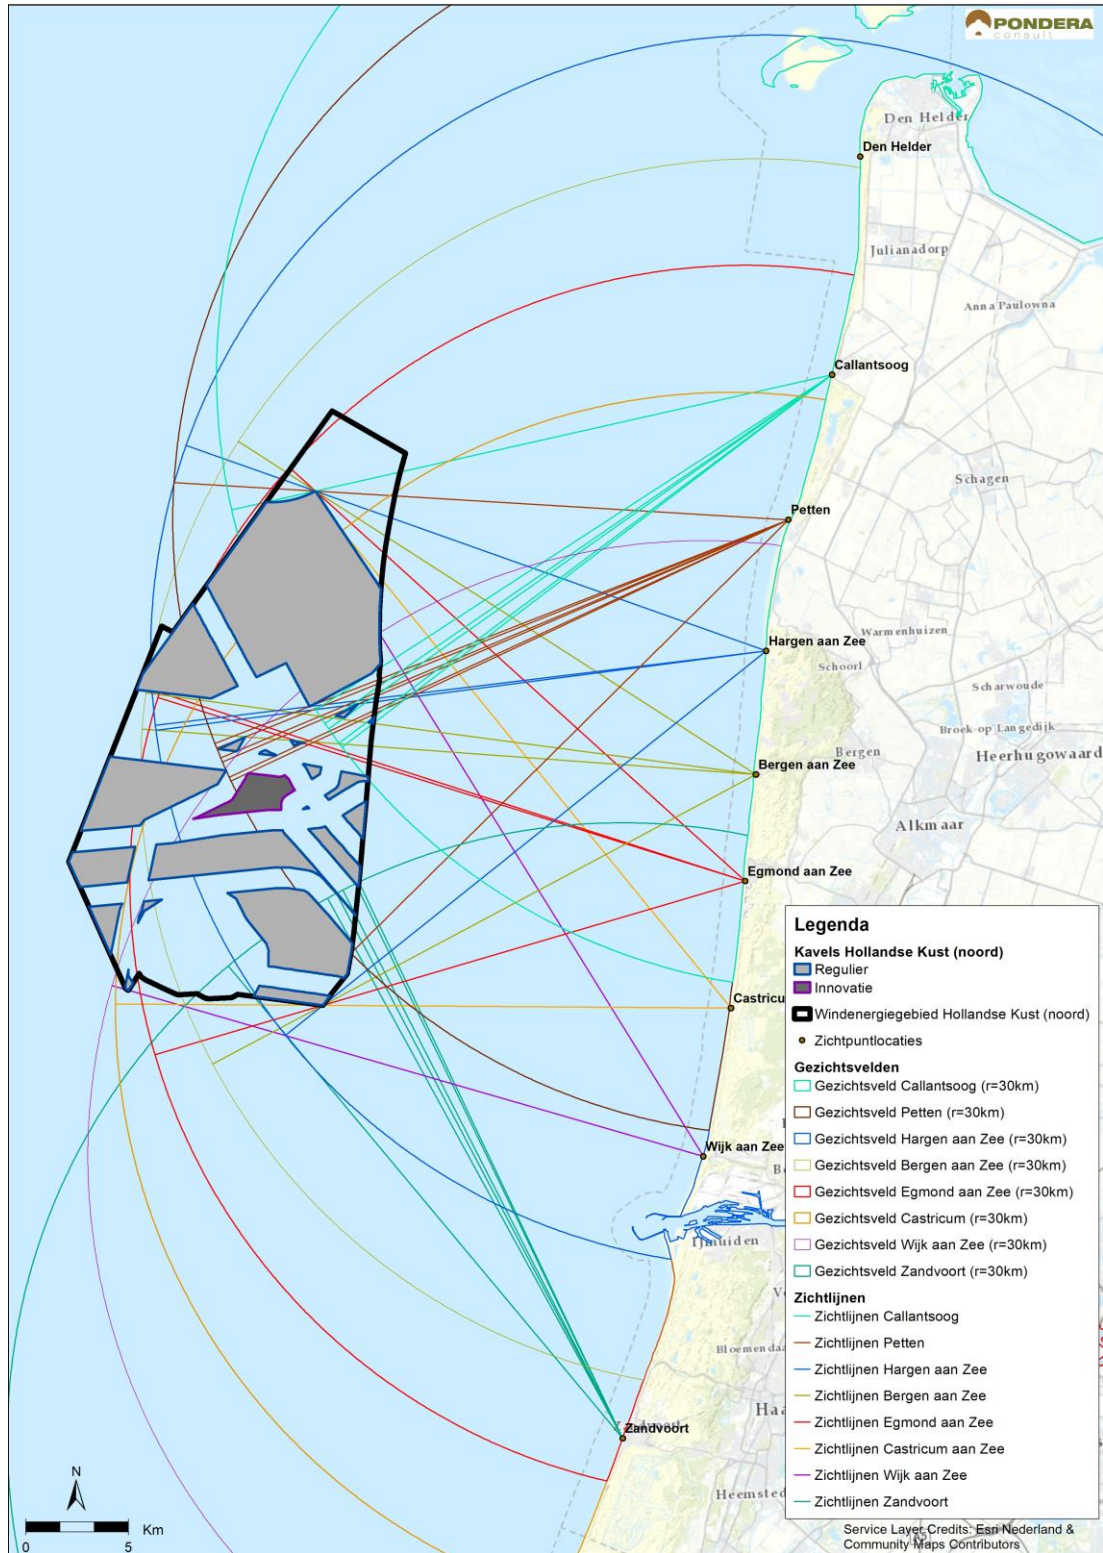 PONDERA
consult
Den Helder
Den Helder
Julianadorp
Anna Paulowna
Callantsoog
Schagen
Petten
Warmenhuizen
Hargen aan Zee
Schoorl
Scharwoude
Broek op Langedijk
Bergen
Heerhugowaard
Bergen aan Zee
Alkmaar
Egmond aan Zee
Castricu
Wijk aan Zee
IJmuiden
Bloemenda
Haa
Zandvoort
Heemsted
Legenda
Kavels Hollandse Kust (noord)
Regulier
Innovatie
Windenergiegebied Hollandse Kust (noord)
Zichtpuntlocaties
Gezichtsvelden
Gezichtsveld Callantsoog (r=30km)
Gezichtsveld Petten (r=30km)
Gezichtsveld Hargen aan Zee (r=30km)
Gezichtsveld Bergen aan Zee (r=30km)
Gezichtsveld Egmond aan Zee (r=30km)
Gezichtsveld Castricum (r=30km)
Gezichtsveld Wijk aan Zee (r=30km)
Gezichtsveld Zandvoort (r=30km)
Zichtlijnen
Zichtlijnen Callantsoog
Zichtlijnen Petten
Zichtlijnen Hargen aan Zee
Zichtlijnen Bergen aan Zee
Zichtlijnen Egmond aan Zee
Zichtlijnen Castricum aan Zee
Zichtlijnen Wijk aan Zee
Zichtlijnen Zandvoort
N
Km
0 5
Service Layer Credits: Esri Nederland &
Community Maps Contributors